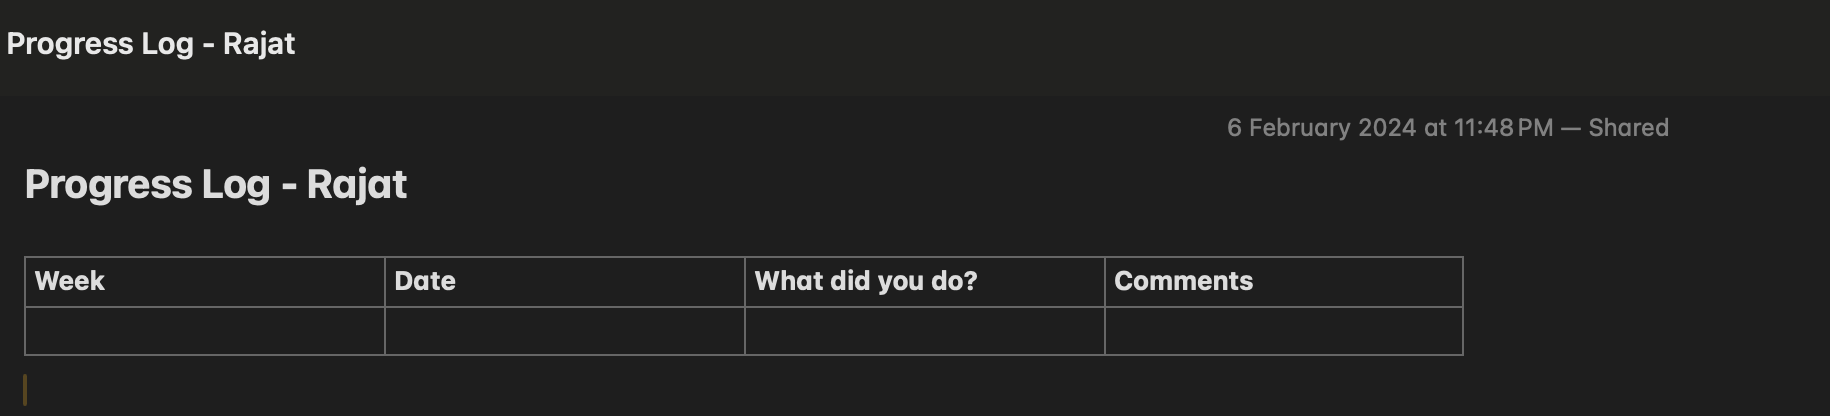 Progress Log - Rajat
6 February 2024 at 11:48 PM — Shared
Progress Log - Rajat
Week Date What did you do? Comments